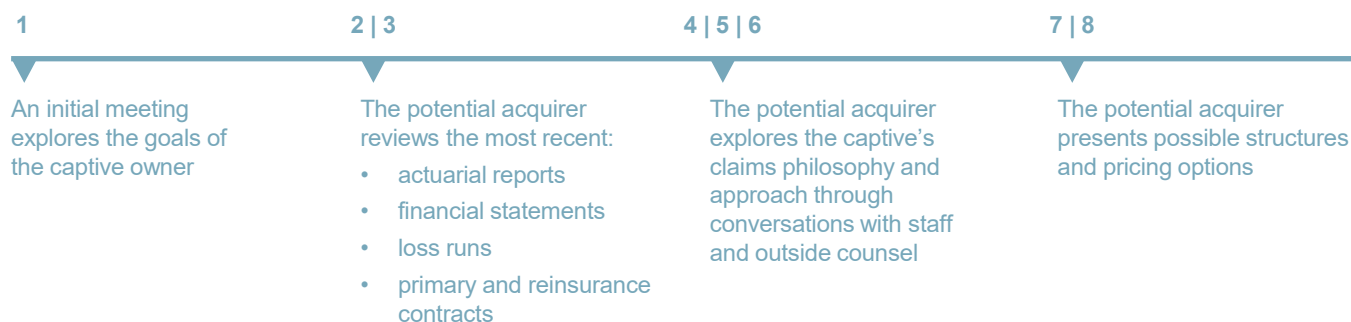 1
An initial meeting
explores the goals of
the captive owner
2 | 3
The potential acquirer
reviews the most recent:
• actuarial reports
• financial statements
• loss runs
• primary and reinsurance
contracts
4 | 5 | 6
The potential acquirer
explores the captive’s
claims philosophy and
approach through
conversations with staff
and outside counsel
7 | 8
The potential acquirer
presents possible structures
and pricing options